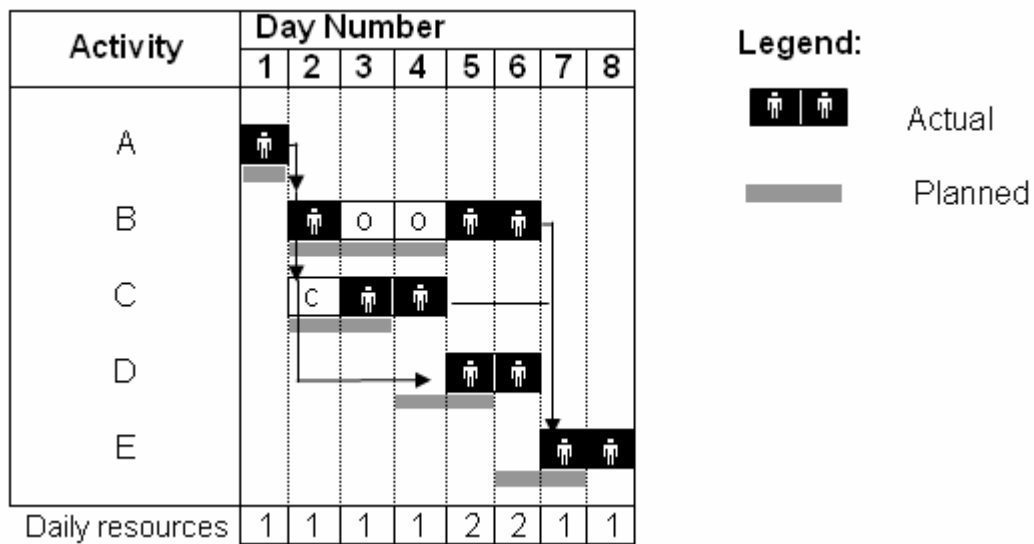 Activity Day Number
1 2 3 4 5 6 7 8
Legend:
Actual
Planned
A
B o o
C C
D
E
Daily resources 1 1 1 1 2 2 1 1